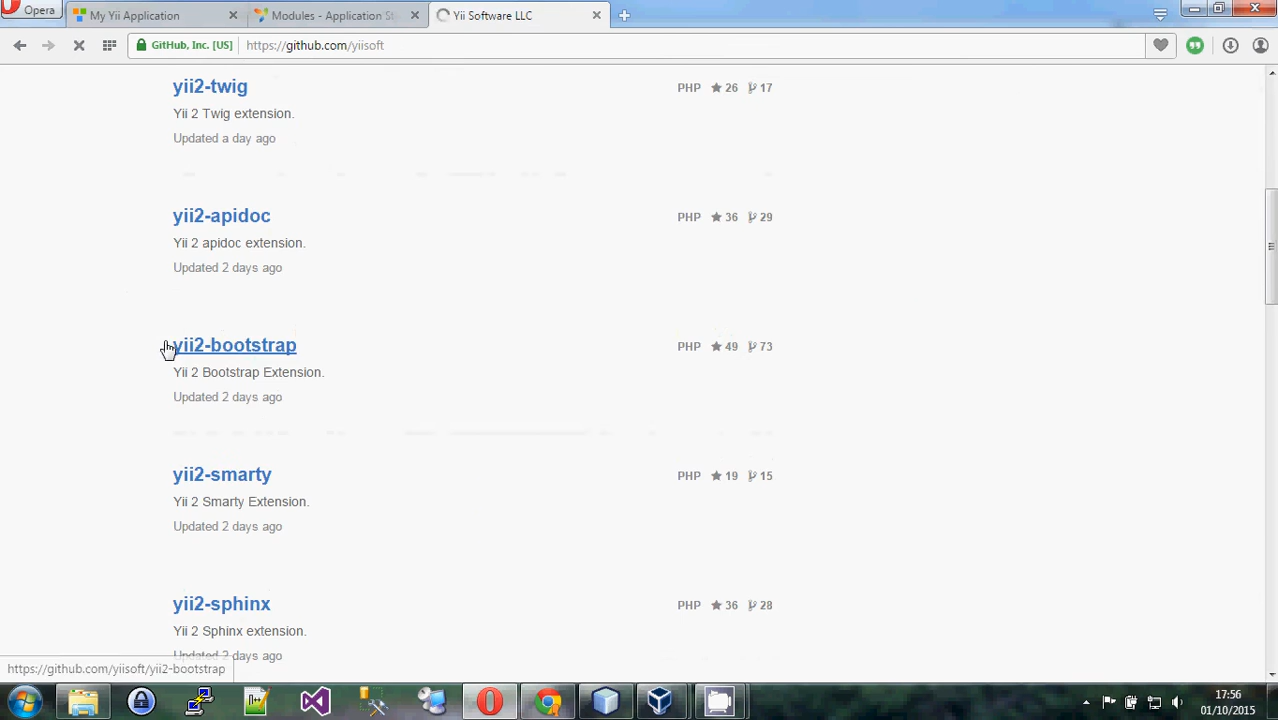 Opera
My Yii Application
Modules - Application St
Yii Software LLC
GitHub, Inc. [US]
https://github.com/yiisoft
yii2-twig
PHP 26 17
Yii 2 Twig extension.
Updated a day ago
yii2-apidoc
PHP 36 29
Yii 2 apidoc extension.
Updated 2 days ago
yii2-bootstrap
PHP 49 73
Yii 2 Bootstrap Extension.
Updated 2 days ago
yii2-smarty
PHP 19 15
Yii 2 Smarty Extension.
Updated 2 days ago
yii2-sphinx
PHP 36 28
Yii 2 Sphinx extension.
Updated 2 days ago
https://github.com/yiisoft/yii2-bootstrap
17:56
01/10/2015